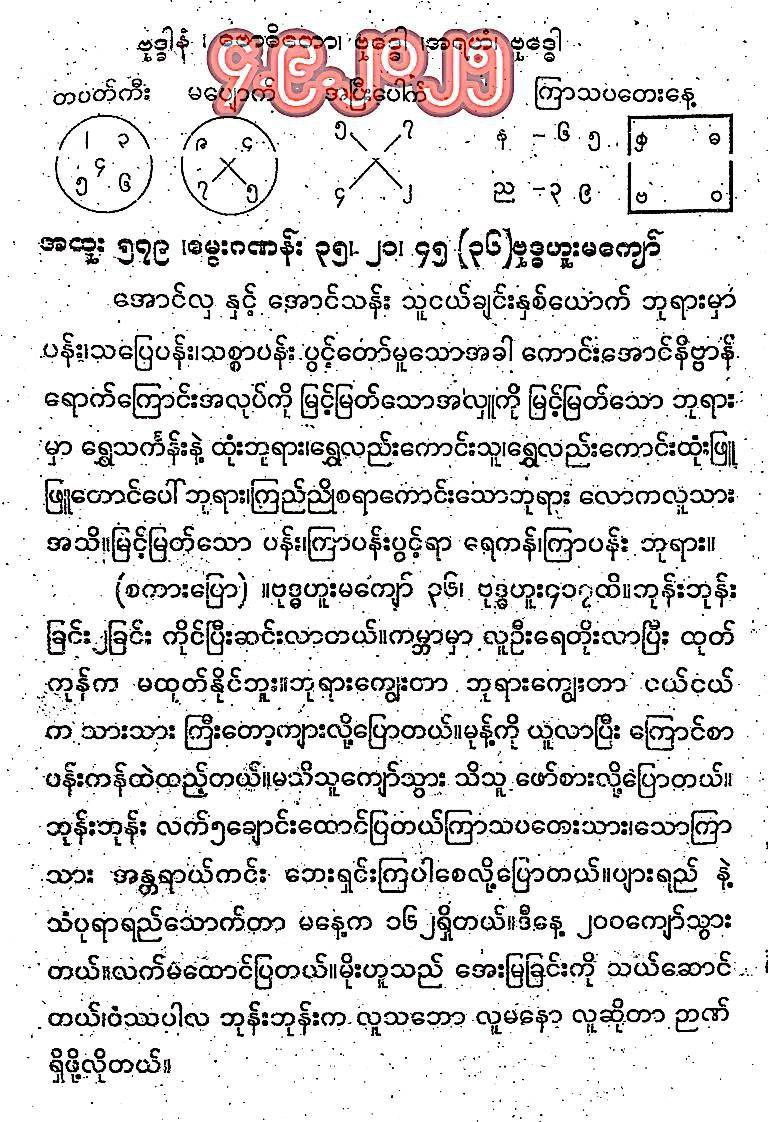 ဗုဒ္ဓါနံ ၊ ဗောဓိတော၊ ဗုဒ္ဓေါ ၊အရဟံ၊ ဗုဒ္ဓေါ
၄.၉.၂၀၂၅
တပတ်ကီး မပျောက် အပြီးပေါက် ကြာသပတေးနေ့
၁ ၃ ၉ ၄ ၅ ၇ န - ၆ ၅ ဓ
၄
၅ ၆ ၇ ၅ ၄ ၂ ည -၃ ၉ ဗ ဝ
အထူး ၅၇၉ ၊စမွှးဂဏန်း ၃၅၊ ၂၁၊ ၄၅ (၃၆)ဗုဒ္ဓဟူးမကျော်
အောင်လှ နှင့် အောင်သန်း သူငယ်ချင်းနှစ်ယောက် ဘုရားမှာ
ပန်း၊သပြေပန်း၊သစ္စာပန်း ပွင့်တော်မူသောအခါ ကောင်းအောင်နိဗ္ဗာန်
ရောက်ကြောင်းအလုပ်ကို မြင့်မြတ်သောအလှူကို မြင့်မြတ်သော ဘုရား
မှာ ရွှေသင်္ကန်းနဲ့ ထုံးဘုရား၊ရွှေလည်းကောင်းသူ၊ရွှေလည်းကောင်းထုံးဖြူ
ဖြူတောင်ပေါ် ဘုရား၊ကြည်ညိုစရာကောင်းသောဘုရား လောကလူသား
အသိ။မြင့်မြတ်သော ပန်း၊ကြာပန်းပွင့်ရာ ရေကန်၊ကြာပန်း ဘုရား။
(စကားပြော) ။ဗုဒ္ဓဟူးမကျော် ၃၆၊ ဗုဒ္ဓဟူး၄၁၇ထိ။ဘုန်းဘုန်း
ခြင်း၂ခြင်း ကိုင်ပြီးဆင်းလာတယ်။ကမ္ဘာမှာ လူဦးရေတိုးလာပြီး ထုတ်
ကုန်က မထုတ်နိုင်ဘူး။ဘုရားကျွေးတာ ဘုရားကျွေးတာ ငယ်ငယ်
က သားသား ကြီးတော့ကျားလို့ပြောတယ်။မုန့်ကို ယူလာပြီး ကြောင်စာ
ပန်းကန်ထဲထည့်တယ်။မသိသူကျော်သွား သိသူ ဖော်စားလို့ပြောတယ်။
ဘုန်းဘုန်း လက်၅ချောင်းထောင်ပြတယ်ကြာသပတေးသား၊သောကြာ
သား အန္တရာယ်ကင်း ဘေးရှင်းကြပါစေလို့ပြောတယ်။ပျားရည် နဲ့
သံပုရာရည်သောက်တာ မနေ့က ၁၆၂ရှိတယ်။ဒီနေ့ ၂၀၀ကျော်သွား
တယ်။လက်မထောင်ပြတယ်။မိုးဟူသည် အေးမြခြင်းကို သယ်ဆောင်
တယ်၊ဝံသပါလ ဘုန်းဘုန်းက လူသဘော လူမနော လူဆိုတာ ဉာဏ်
ရှိဖို့လိုတယ်။